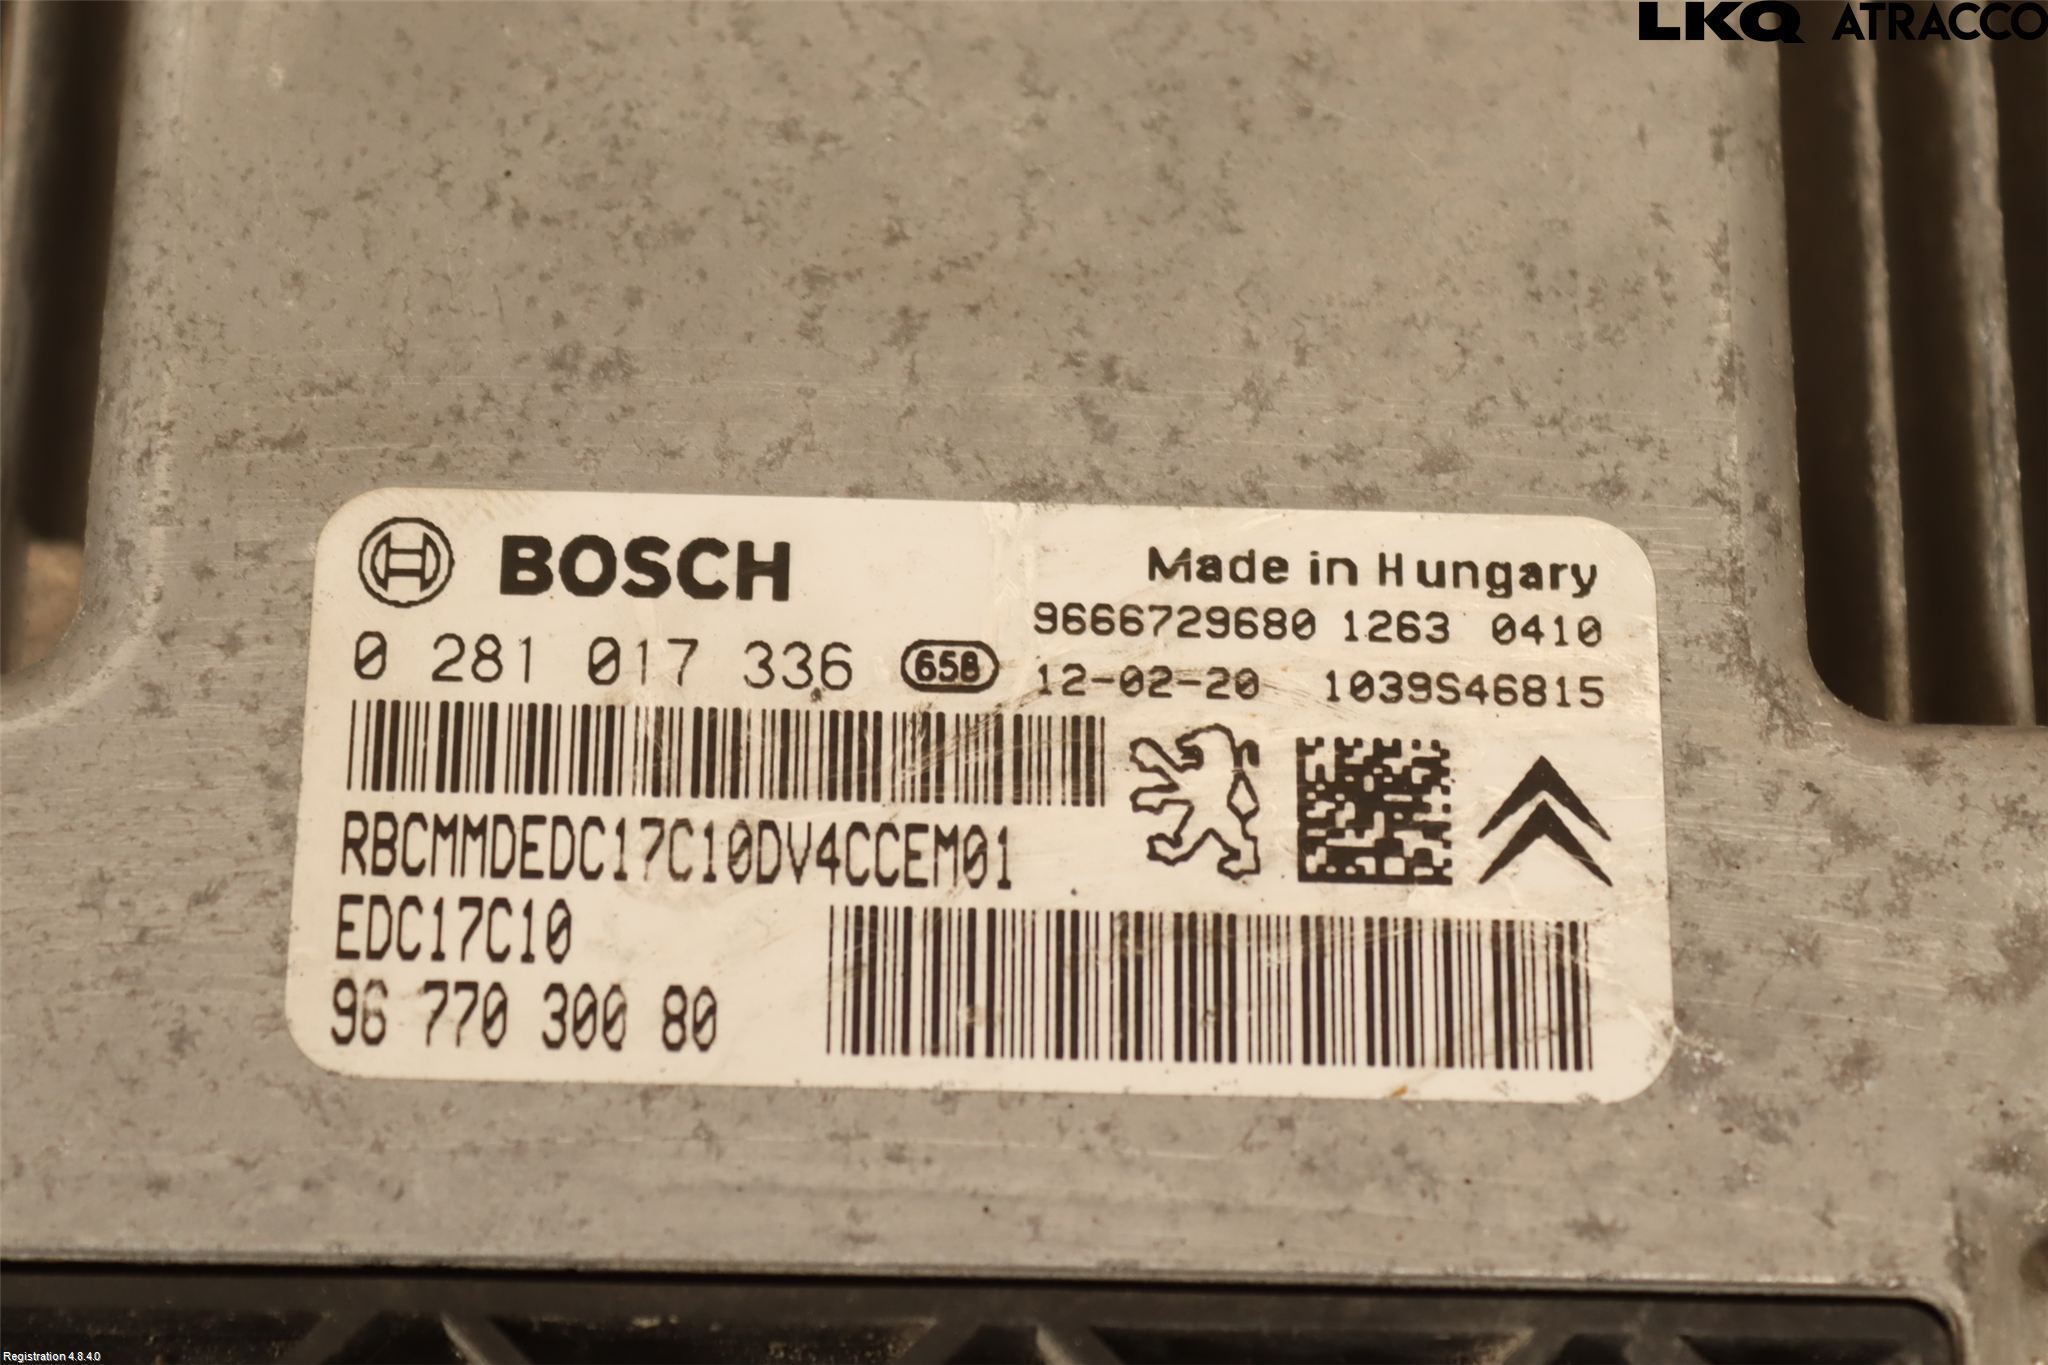 LKQ ATRACCO
BOSCH
Made in Hungary
9666729680 1263 0410
0 281 017 336 658
12-02-20 1039S46815
RBCMMDEDC17C10DV4CCEM01
EDC17C10
96 770 300 80
Registration 4.8.4.0